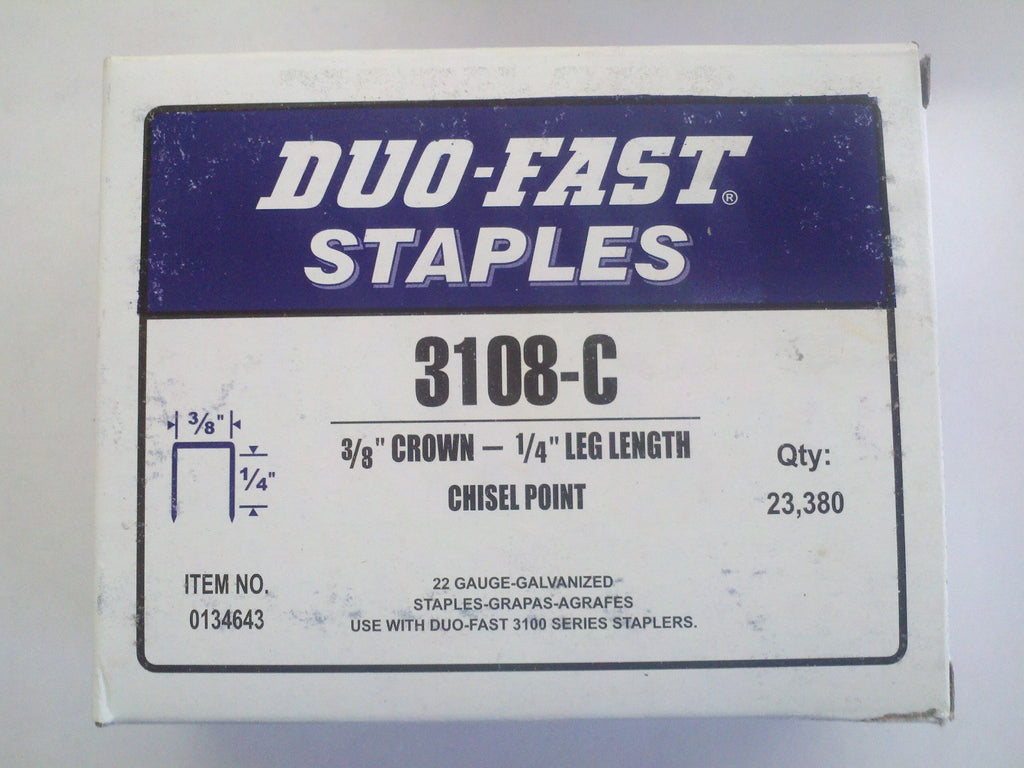 DUO-FAST®
STAPLES
3108-C
3/8" CROWN — 1/4" LEG LENGTH
CHISEL POINT
3/8"
1/4"
Qty:
23,380
ITEM NO.
0134643
22 GAUGE-GALVANIZED
STAPLES-GRAPAS-AGRAFES
USE WITH DUO-FAST 3100 SERIES STAPLERS.